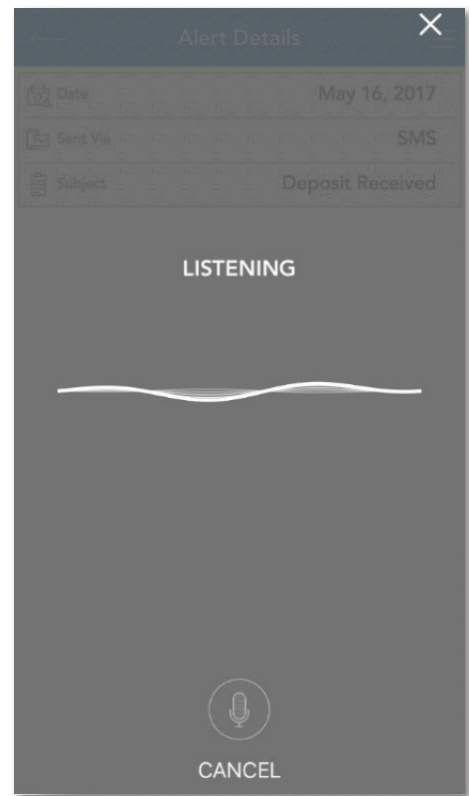 Alert Details
Date May 16, 2017
Sent Via SMS
Subject Deposit Received
LISTENING
CANCEL